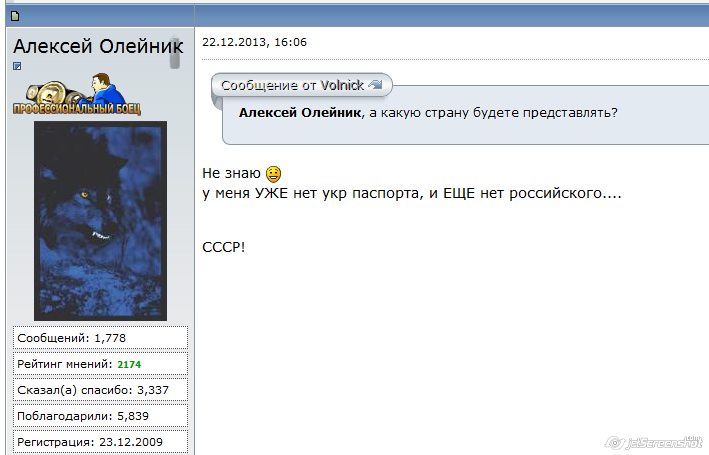 22.12.2013, 16:06
Алексей Олейник
ПРОФЕССИОНАЛЬНЫЙ БОЕЦ
Сообщение от Volnick
Алексей Олейник, а какую страну будете представлять?
Не знаю
у меня УЖЕ нет укр паспорта, и ЕЩЕ нет российского....
СССР!
Сообщений: 1,778
Рейтинг мнений: 2174
Сказал(а) спасибо: 3,337
Поблагодарили: 5,839
Регистрация: 23.12.2009
jetScreenshot